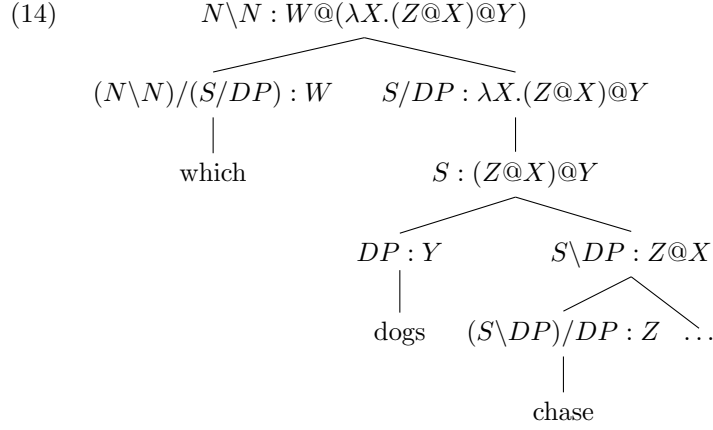 (14) N\N : W@(λX.(Z@X)@Y)
(N\N)/(S/DP) : W S/DP : λX.(Z@X)@Y
which S : (Z@X)@Y
DP : Y S\DP : Z@X
dogs (S\DP)/DP : Z …
chase